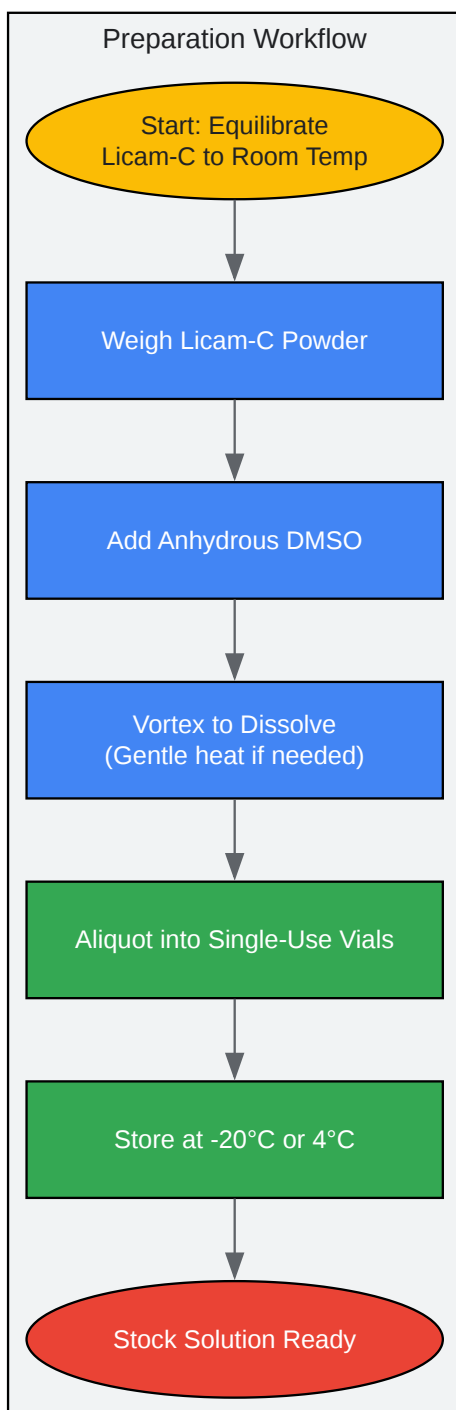 Preparation Workflow
Start: Equilibrate
Licam-C to Room Temp
Weigh Licam-C Powder
Add Anhydrous DMSO
Vortex to Dissolve
(Gentle heat if needed)
Aliquot into Single-Use Vials
Store at -20°C or 4°C
Stock Solution Ready